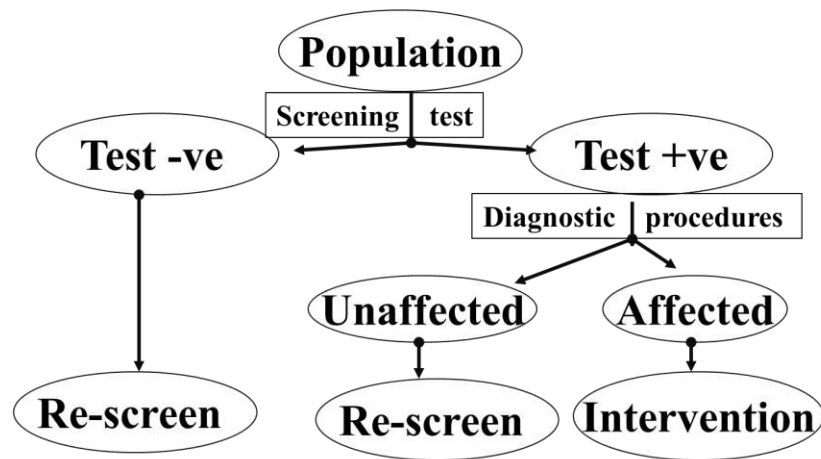 Population
Screening test
Test -ve
Test +ve
Diagnostic procedures
Unaffected
Affected
Re-screen
Re-screen
Intervention